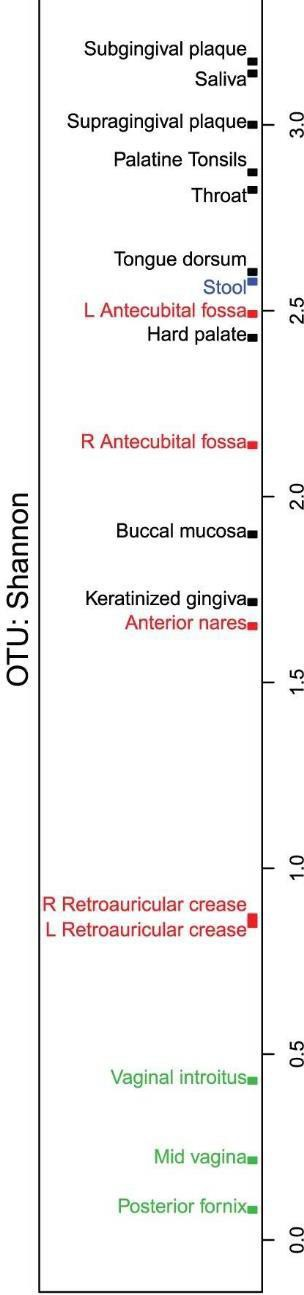 OTU: Shannon
Subgingival plaque
Saliva
3.0
Supragingival plaque
Palatine Tonsils
Throat
Tongue dorsum
Stool
2.5
L Antecubital fossa
Hard palate
R Antecubital fossa
2.0
Buccal mucosa
Keratinized gingiva
Anterior nares
1.5
1.0
R Retroauricular crease
L Retroauricular crease
0.5
Vaginal introitus
Mid vagina
Posterior fornix
0.0